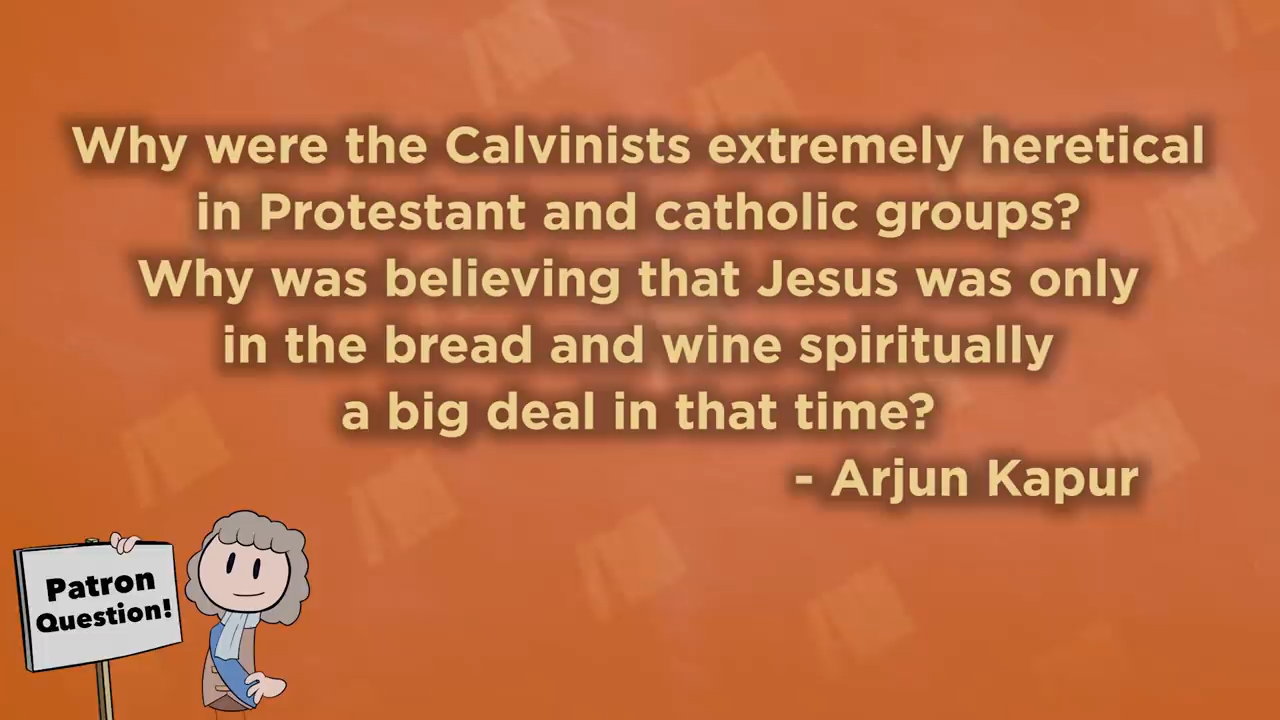 Why were the Calvinists extremely heretical
in Protestant and catholic groups?
Why was believing that Jesus was only
in the bread and wine spiritually
a big deal in that time?
- Arjun Kapur
Patron
Question!